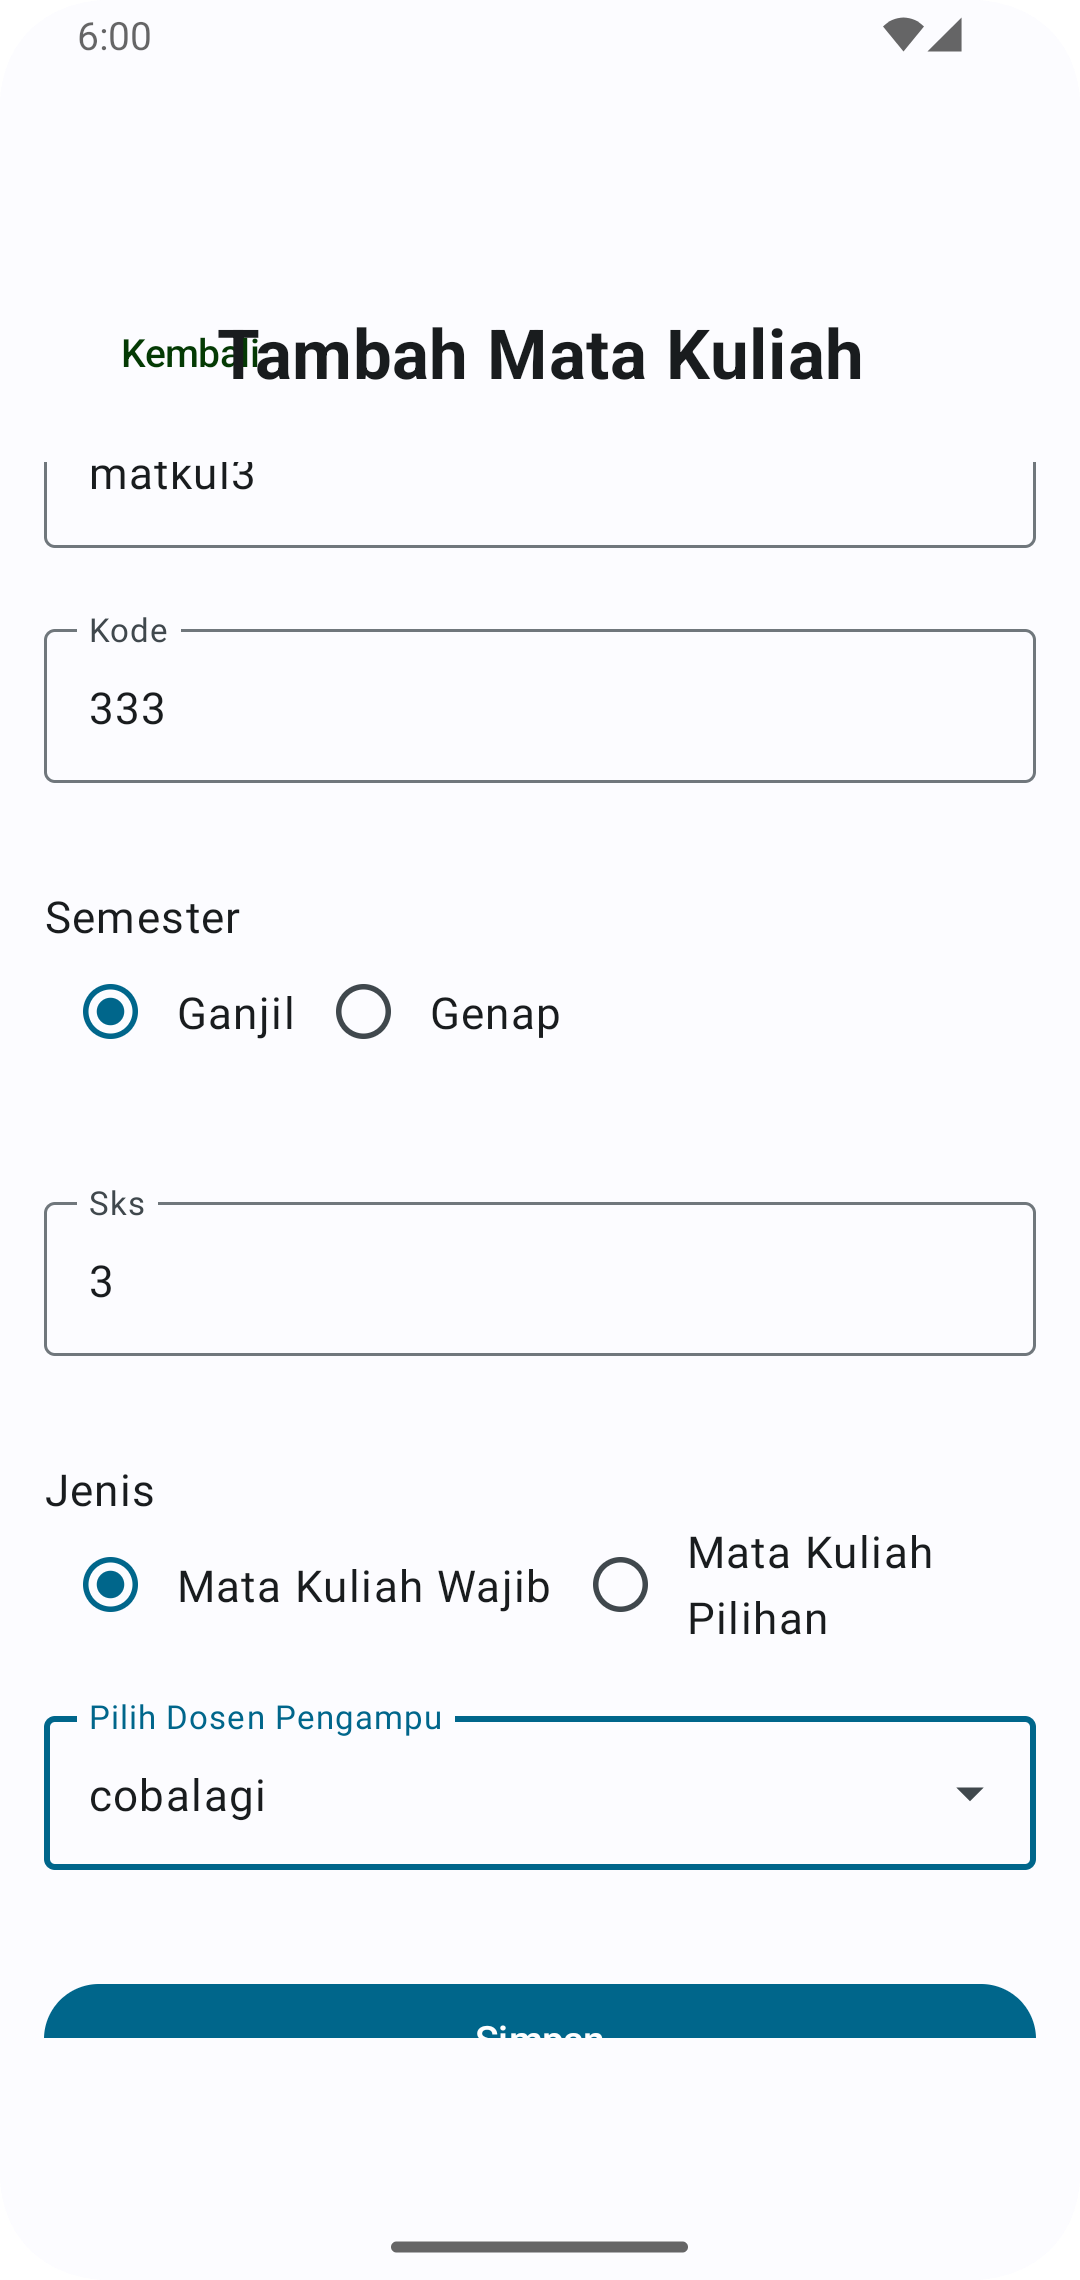 6:00
Kembali
Tambah Mata Kuliah
matkul3
Kode
333
Semester
Ganjil Genap
Sks
3
Jenis
Mata Kuliah Wajib
Mata Kuliah
Pilihan
Pilih Dosen Pengampu
cobalagi
Simpan